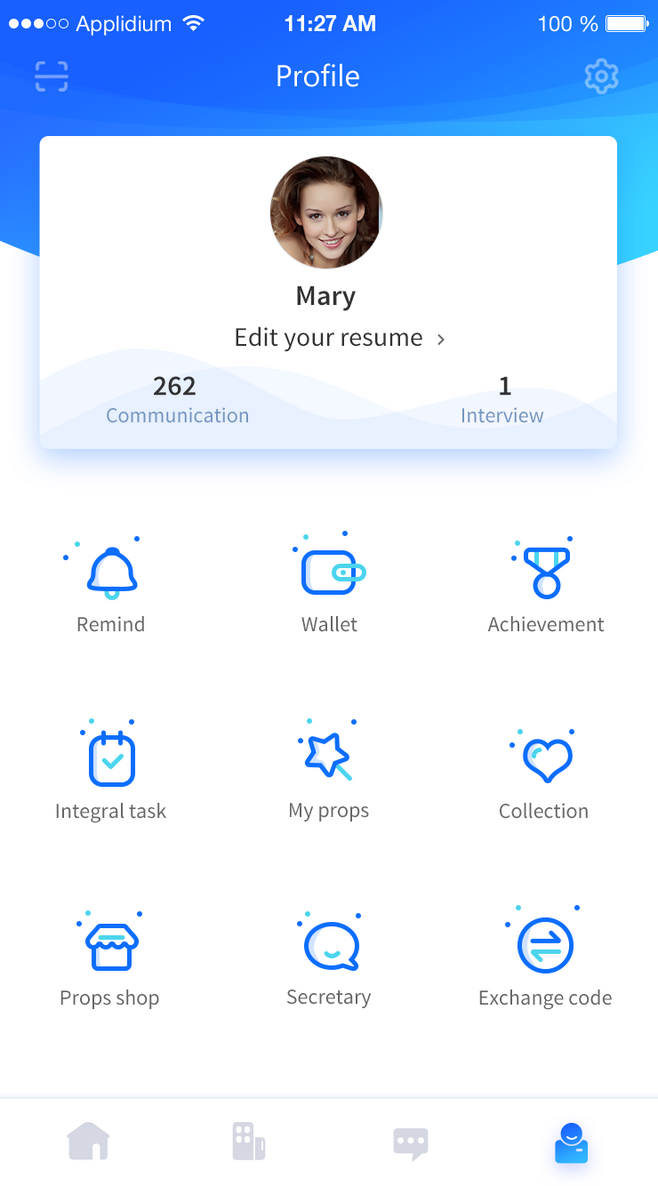 Applidium 11:27 AM 100 %
Profile
Mary
Edit your resume
262 1
Communication Interview
Remind Wallet Achievement
Integral task My props Collection
Props shop Secretary Exchange code